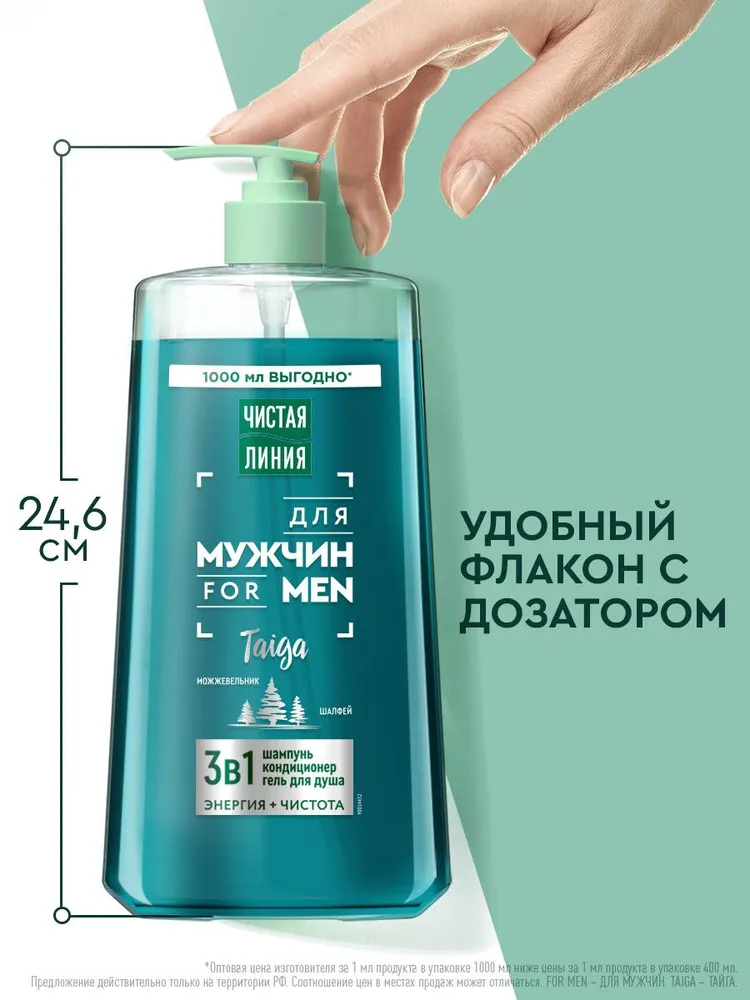 1000 мл ВЫГОДНО*
ЧИСТАЯ
ЛИНИЯ
ДЛЯ
МУЖЧИН
FOR MEN
Taiga
МОЖЖЕВЕЛЬНИК
ШАЛФЕЙ
3в1 шампунь
кондиционер
гель для душа
ЭНЕРГИЯ + ЧИСТОТА
24,6
СМ
УДОБНЫЙ
ФЛАКОН С
ДОЗАТОРОМ
*Оптовая цена изготовителя за 1 мл продукта в упаковке 1000 мл ниже цены за 1 мл продукта в упаковке 400 мл.
Предложение действительно только на территории РФ. Соотношение цен в местах продаж может отличаться. FOR MEN – ДЛЯ МУЖЧИН. TAIGA – ТАЙГА.